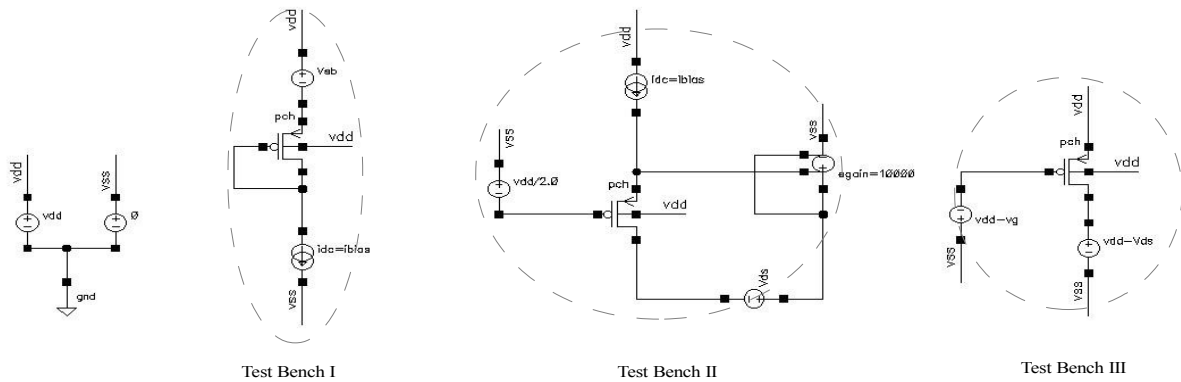 vdd
vss
vdd
0
gnd
vdd
Vsb
pch
vdd
idc=ibias
vss
Test Bench I
vdd
idc=ibias
vss
vss
vdd/2.0
pch
vdd
egain=10000
Vds
Test Bench II
vdd
pch
vdd
vdd-vg
vss
vdd-Vds
vss
Test Bench III